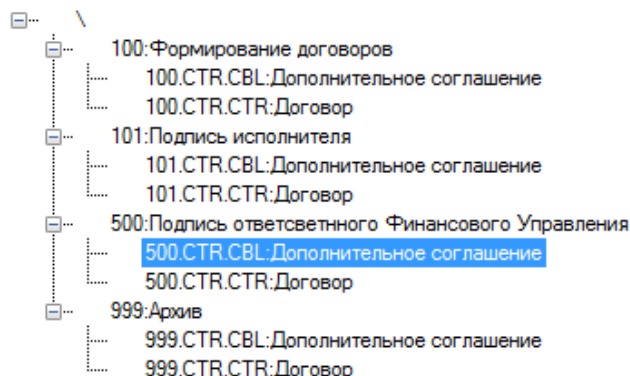 \
100:Формирование договоров
100.CTR.CBL:Дополнительное соглашение
100.CTR.CTR:Договор
101:Подпись исполнителя
101.CTR.CBL:Дополнительное соглашение
101.CTR.CTR:Договор
500:Подпись ответсветнного Финансового Управления
500.CTR.CBL:Дополнительное соглашение
500.CTR.CTR:Договор
999:Архив
999.CTR.CBL:Дополнительное соглашение
999.CTR.CTR:Договор